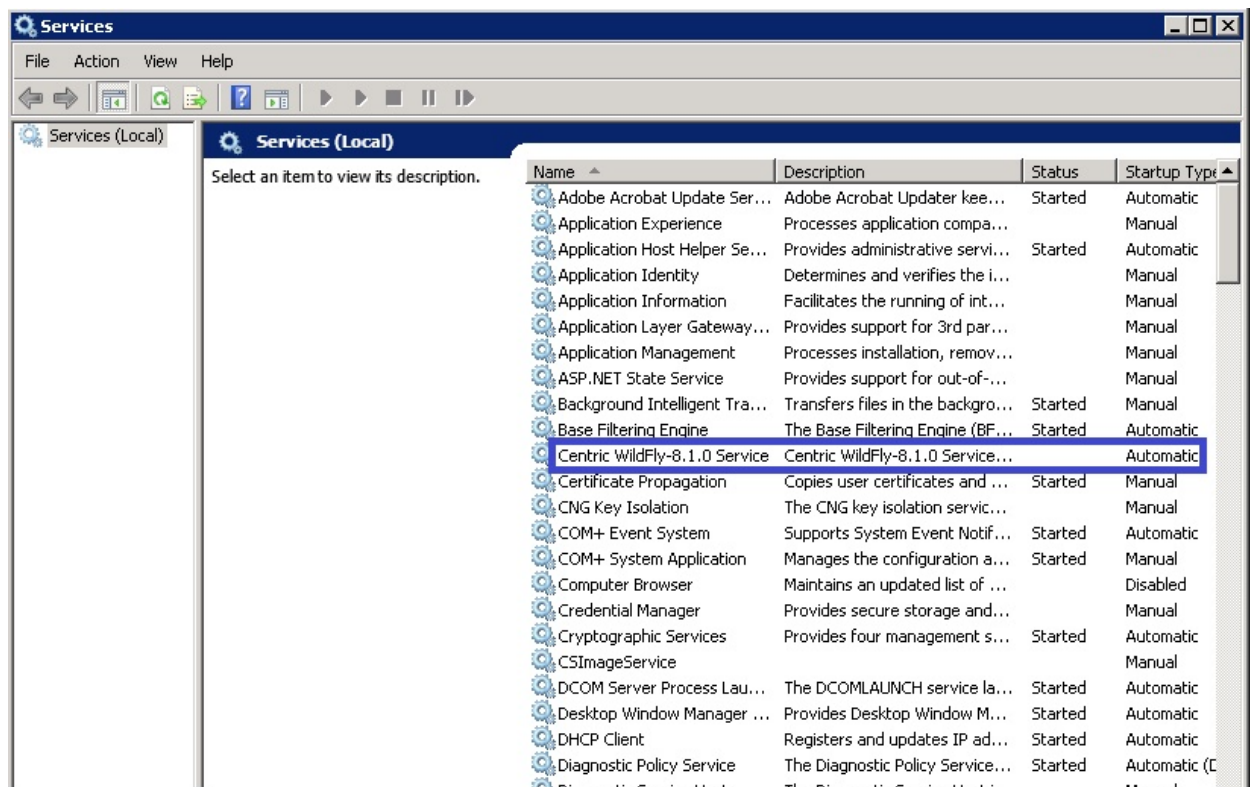 Services
File Action View Help
Services (Local)
Services (Local)
Select an item to view its description.
Name Description Status Startup Type
Adobe Acrobat Update Ser... Adobe Acrobat Updater kee... Started Automatic
Application Experience Processes application compa... Manual
Application Host Helper Se... Provides administrative servi... Started Automatic
Application Identity Determines and verifies the i... Manual
Application Information Facilitates the running of int... Manual
Application Layer Gateway... Provides support for 3rd par... Manual
Application Management Processes installation, remov... Manual
ASP.NET State Service Provides support for out-of-... Manual
Background Intelligent Tra... Transfers files in the backgro... Started Manual
Base Filtering Engine The Base Filtering Engine (BF... Started Automatic
Centric WildFly-8.1.0 Service Centric WildFly-8.1.0 Service... Automatic
Certificate Propagation Copies user certificates and ... Started Manual
CNG Key Isolation The CNG key isolation servic... Manual
COM+ Event System Supports System Event Notif... Started Automatic
COM+ System Application Manages the configuration a... Started Manual
Computer Browser Maintains an updated list of ... Disabled
Credential Manager Provides secure storage and... Manual
Cryptographic Services Provides four management s... Started Automatic
CSImageService Manual
DCOM Server Process Lau... The DCOMLAUNCH service la... Started Automatic
Desktop Window Manager ... Provides Desktop Window M... Started Automatic
DHCP Client Registers and updates IP ad... Started Automatic
Diagnostic Policy Service The Diagnostic Policy Service... Started Automatic (D